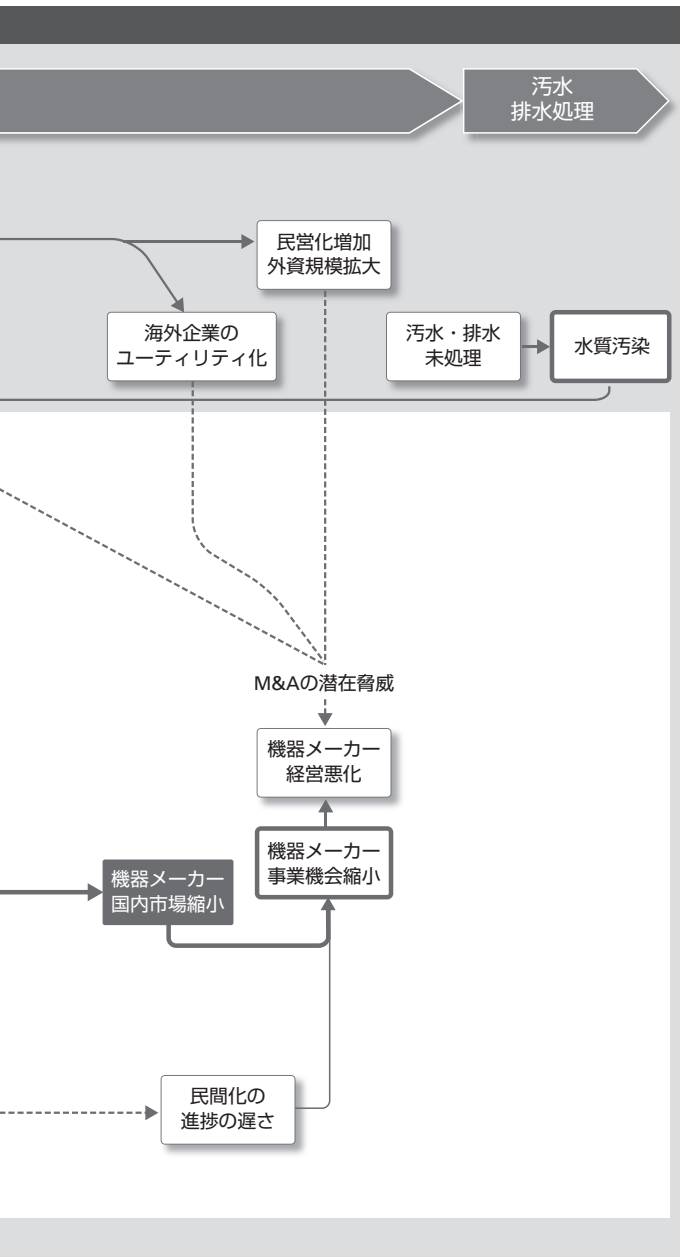 汚水
排水処理
民営化増加
外資規模拡大
海外企業の
ユーティリティ化
汚水・排水
未処理
水質汚染
M&Aの潜在脅威
機器メーカー
経営悪化
機器メーカー
事業機会縮小
機器メーカー
国内市場縮小
民間化の
進捗の遅さ